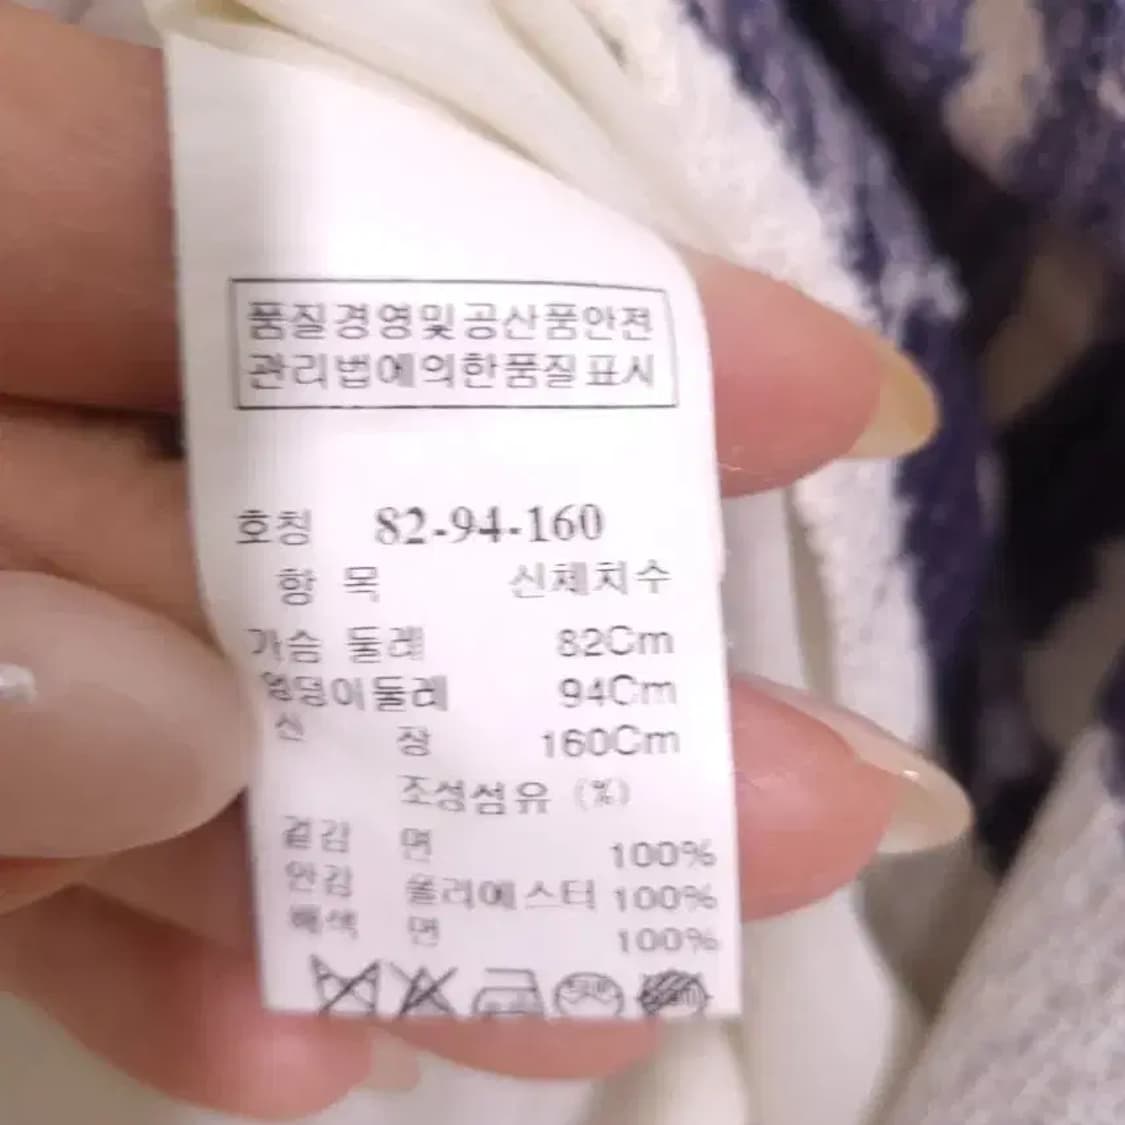 품질경영및공산품안전
관리법에의한품질표시
호칭 82-94-160
항 목 신체치수
가슴 둘레 82Cm
엉덩이둘레 94Cm
신 장 160Cm
조성섬유 (%)
겉감 면 100%
안감 폴리에스터 100%
배색 면 100%